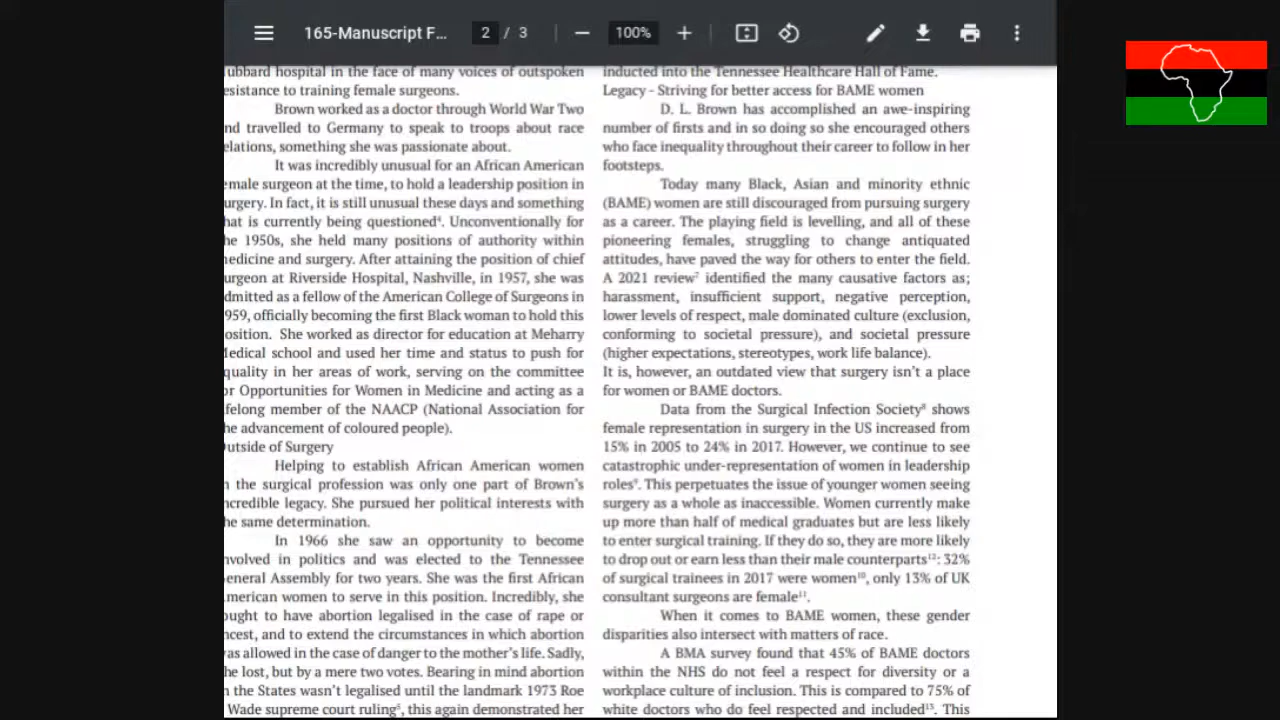 165-Manuscript F...
2 / 3
100%
hospital in the face of many voices of outspoken
to training female surgeons.
Brown worked as a doctor through World War Two
travelled to Germany to speak to troops about race
something she was passionate about.
It was incredibly unusual for an African American
surgeon at the time, to hold a leadership position in
In fact, it is still unusual these days and something
is currently being questioned⁴. Unconventionally for
1950s, she held many positions of authority within
and surgery. After attaining the position of chief
at Riverside Hospital, Nashville, in 1957, she was
as a fellow of the American College of Surgeons in
officially becoming the first Black woman to hold this
She worked as director for education at Meharry
school and used her time and status to push for
in her areas of work, serving on the committee
Opportunities for Women in Medicine and acting as a
member of the NAACP (National Association for
advancement of coloured people).
of Surgery
Helping to establish African American women
the surgical profession was only one part of Brown's
legacy. She pursued her political interests with
same determination.
In 1966 she saw an opportunity to become
in politics and was elected to the Tennessee
Assembly for two years. She was the first African
women to serve in this position. Incredibly, she
to have abortion legalised in the case of rape or
and to extend the circumstances in which abortion
allowed in the case of danger to the mother's life. Sadly,
lost, but by a mere two votes. Bearing in mind abortion
the States wasn't legalised until the landmark 1973 Roe
Wade supreme court ruling⁵, this again demonstrated her
inducted into the Tennessee Healthcare Hall of Fame.
Legacy - Striving for better access for BAME women
D. L. Brown has accomplished an awe-inspiring
number of firsts and in so doing so she encouraged others
who face inequality throughout their career to follow in her
footsteps.
Today many Black, Asian and minority ethnic
(BAME) women are still discouraged from pursuing surgery
as a career. The playing field is levelling, and all of these
pioneering females, struggling to change antiquated
attitudes, have paved the way for others to enter the field.
A 2021 review⁷ identified the many causative factors as;
harassment, insufficient support, negative perception,
lower levels of respect, male dominated culture (exclusion,
conforming to societal pressure), and societal pressure
(higher expectations, stereotypes, work life balance).
It is, however, an outdated view that surgery isn't a place
for women or BAME doctors.
Data from the Surgical Infection Society⁸ shows
female representation in surgery in the US increased from
15% in 2005 to 24% in 2017. However, we continue to see
catastrophic under-representation of women in leadership
roles⁹. This perpetuates the issue of younger women seeing
surgery as a whole as inaccessible. Women currently make
up more than half of medical graduates but are less likely
to enter surgical training. If they do so, they are more likely
to drop out or earn less than their male counterparts¹²: 32%
of surgical trainees in 2017 were women¹⁰, only 13% of UK
consultant surgeons are female¹¹.
When it comes to BAME women, these gender
disparities also intersect with matters of race.
A BMA survey found that 45% of BAME doctors
within the NHS do not feel a respect for diversity or a
workplace culture of inclusion. This is compared to 75% of
white doctors who do feel respected and included¹³. This